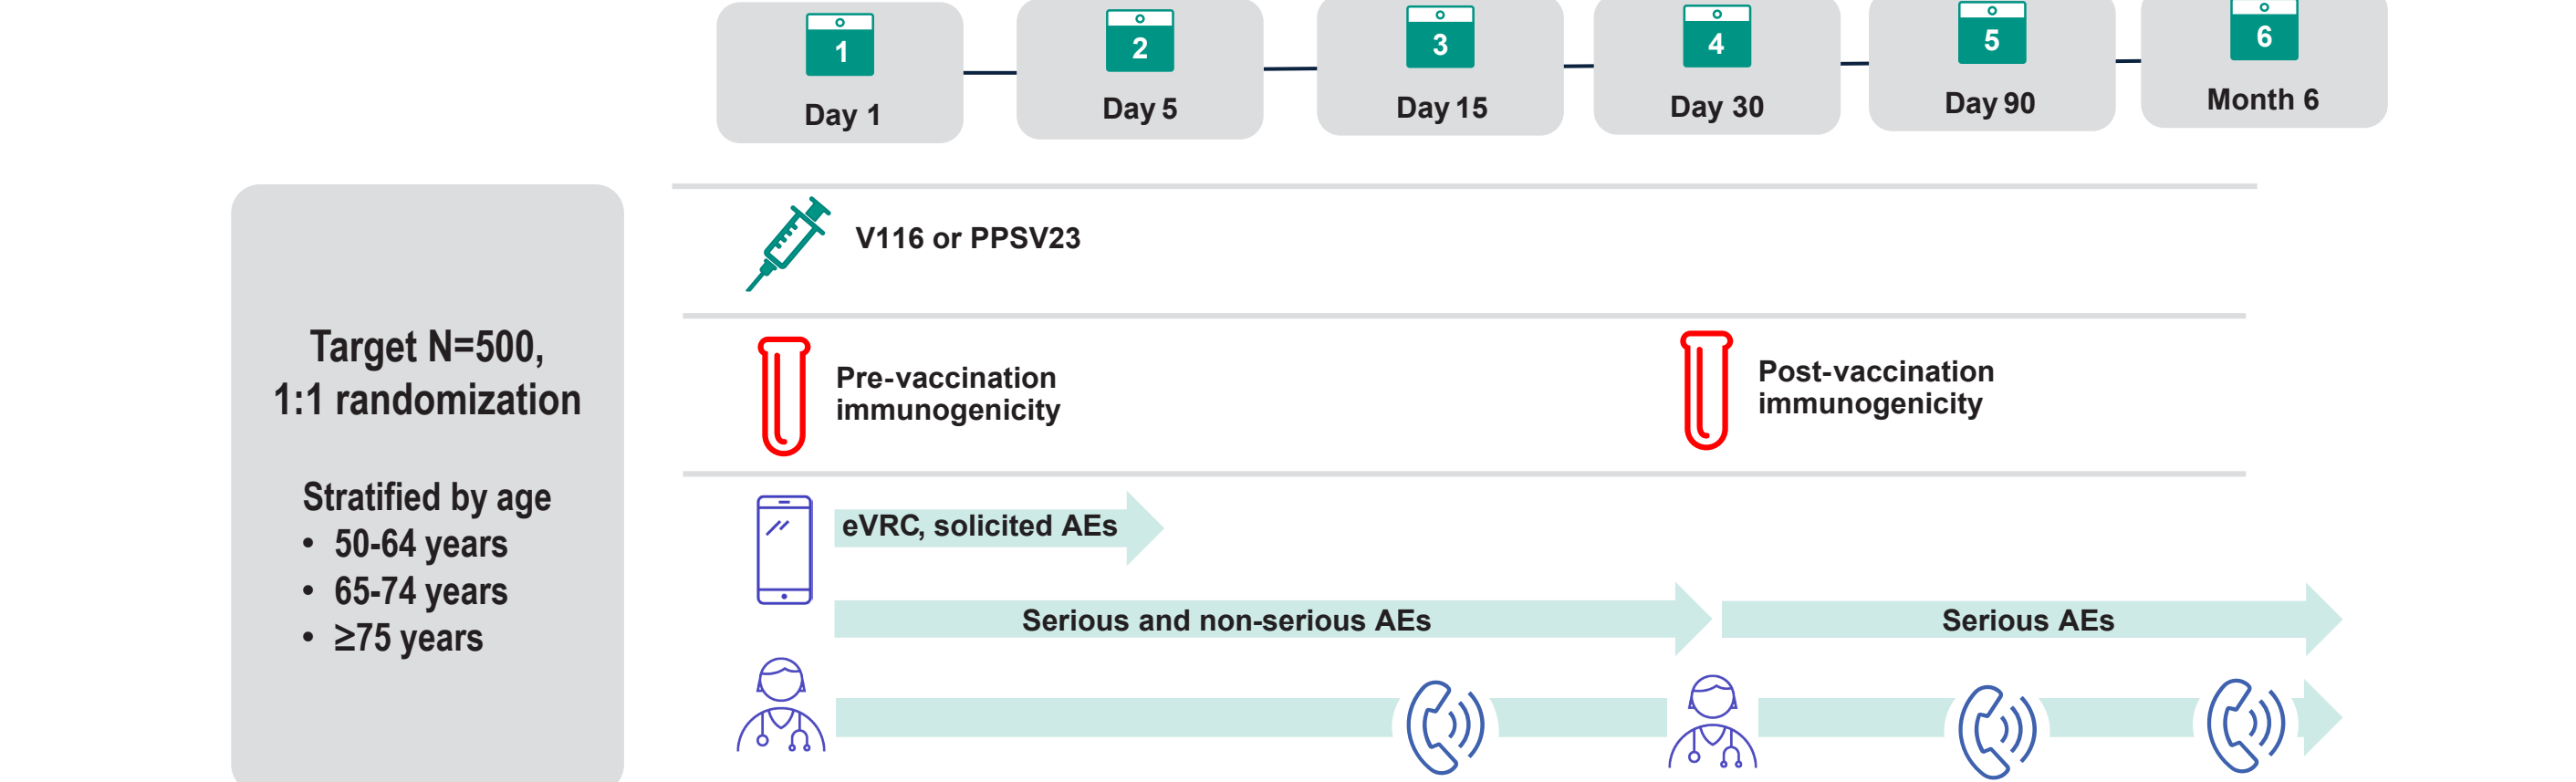 1
2
3
4
5
6
Day 1
Day 5
Day 15
Day 30
Day 90
Month 6
Target N=500,
1:1 randomization
Stratified by age
• 50-64 years
• 65-74 years
• ≥75 years
V116 or PPSV23
Pre-vaccination
immunogenicity
Post-vaccination
immunogenicity
eVRC, solicited AEs
Serious and non-serious AEs
Serious AEs